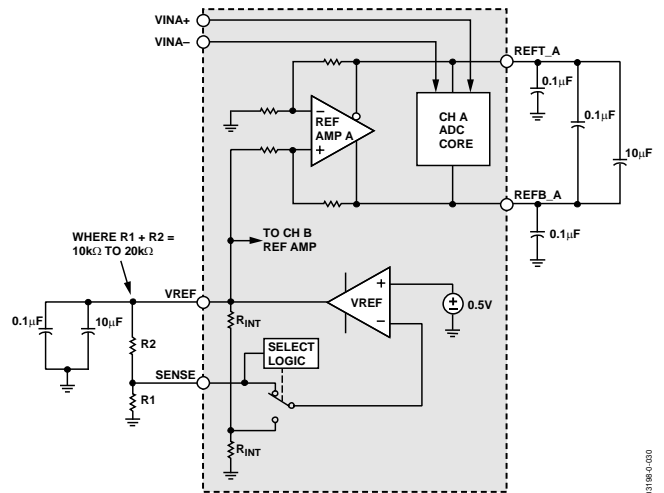 VINA+
VINA–
REFT_A
0.1μF
0.1μF
10μF
REF
AMP A
–
+
CH A
ADC
CORE
REFB_A
0.1μF
WHERE R1 + R2 =
10kΩ TO 20kΩ
TO CH B
REF AMP
VREF
VREF
+
–
±
0.5V
0.1μF
10μF
R2
RINT
SELECT
LOGIC
SENSE
R1
RINT
13198-0-030